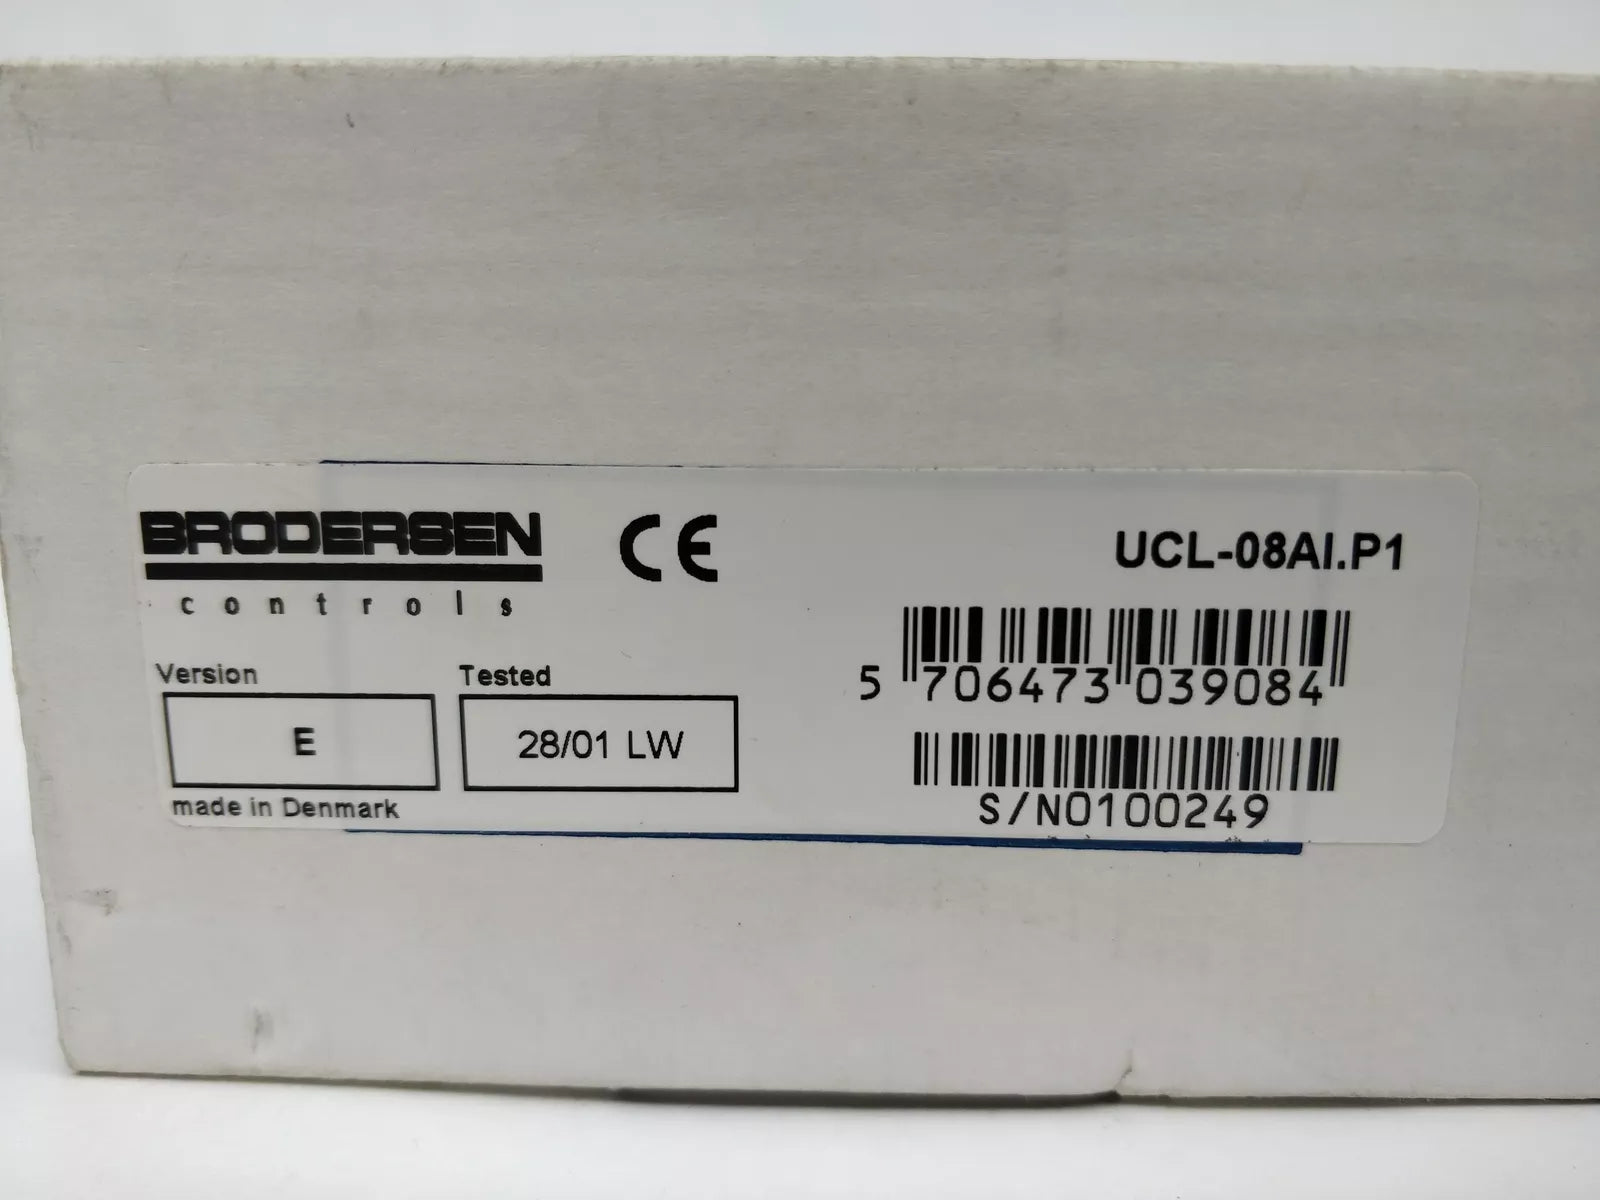 BRODERSEN
controls
CE
UCL-08AI.P1
5 706473 039084
Version
Tested
E
28/01 LW
S/N0100249
made in Denmark